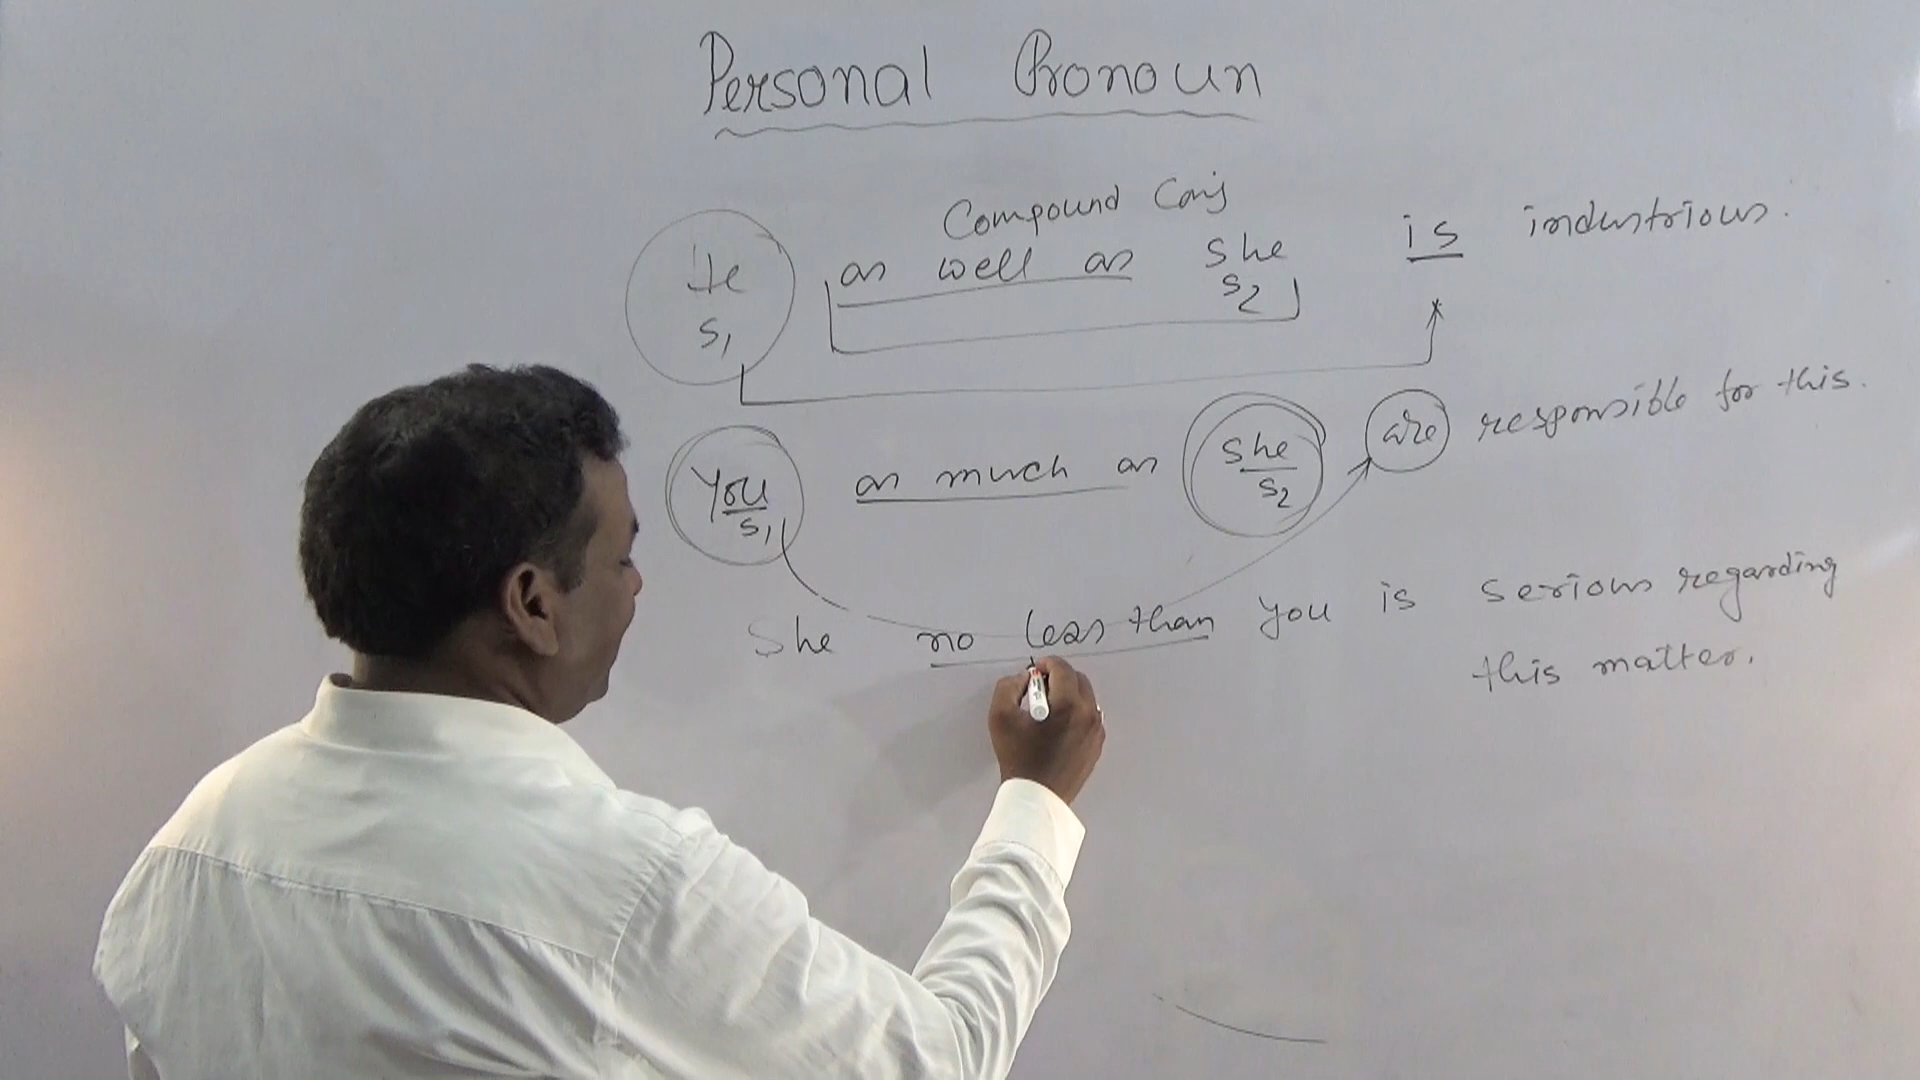 Personal Pronoun
Compound Conj
He as well as she is industrious.
S1 S2
You as much as she are responsible for this.
S1 S2
She no less than you is serious regarding
this matter.